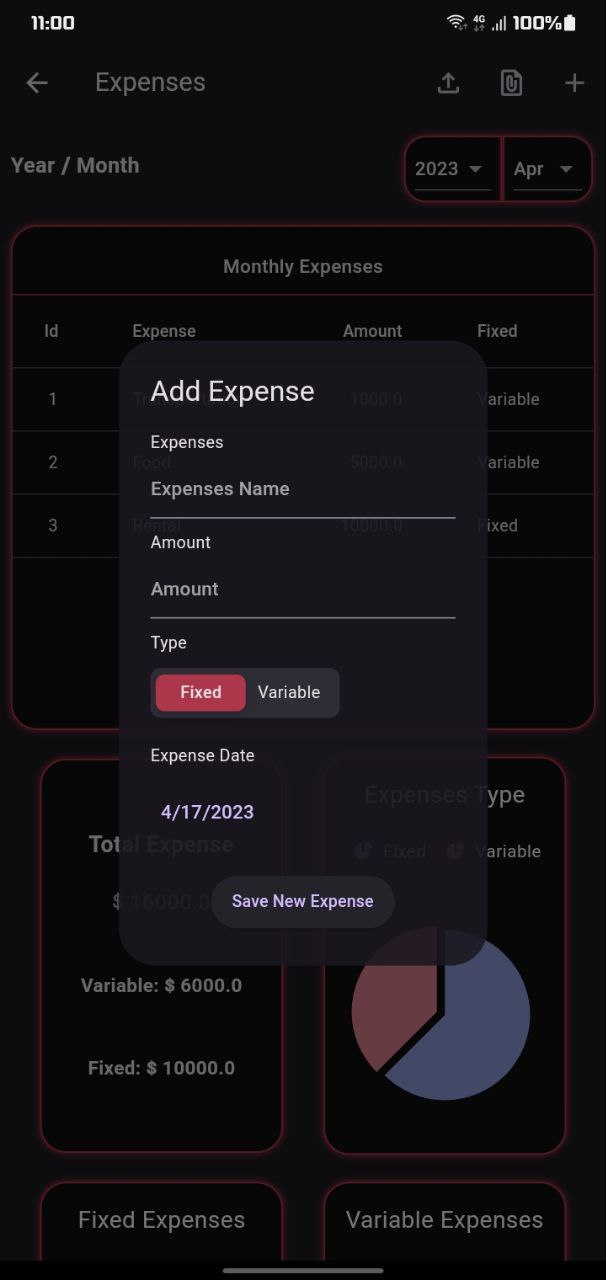 11:00 4G 100%
Expenses
Year / Month 2023 Apr
Monthly Expenses
Id Expense Amount Fixed
1 1000.0 Variable
2 Food 5000.0 Variable
3 Rental 10000.0 Fixed
Add Expense
Expenses
Expenses Name
Amount
Amount
Type
Fixed Variable
Expense Date
4/17/2023
Save New Expense
Total Expense
$ 16000.0
Variable: $ 6000.0
Fixed: $ 10000.0
Expenses Type
Fixed Variable
Fixed Expenses
Variable Expenses